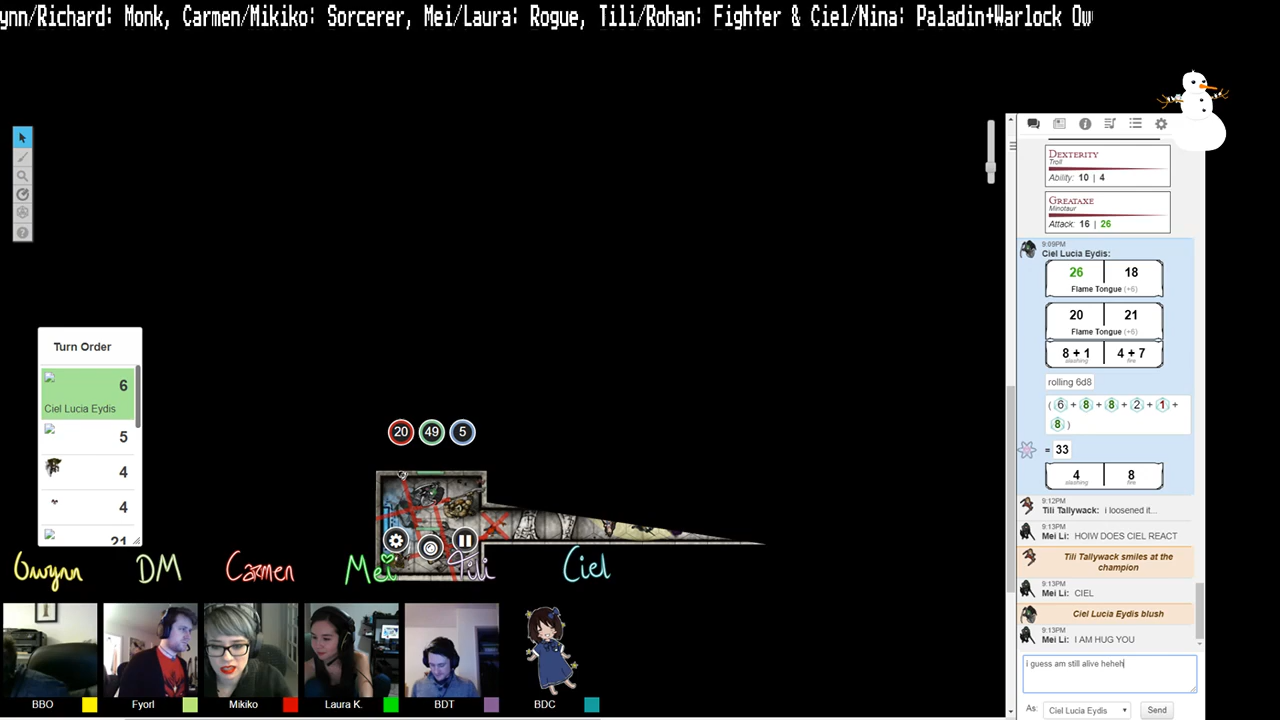 ynn/Richard: Monk, Carmen/Mikiko: Sorcerer, Mei/Laura: Rogue, Tili/Rohan: Fighter & Ciel/Nina: Paladin+Warlock Ow
DEXTERITY
Troll
Ability: 10 | 4
GREATAXE
Minotaur
Attack: 16 | 26
9:09PM
Ciel Lucia Eydis:
26 18
Flame Tongue (+6)
20 21
Flame Tongue (+6)
8 + 1 4 + 7
slashing fire
rolling 6d8
( 6 + 8 + 8 + 2 + 1 +
8 )
= 33
4 8
slashing fire
9:12PM
Tili Tallywack: i loosened it...
9:13PM
Mei Li: HOIW DOES CIEL REACT
Tili Tallywack smiles at the
champion
9:13PM
Mei Li: CIEL
Ciel Lucia Eydis blush
9:13PM
Mei Li: I AM HUG YOU
i guess am still alive heheh
As: Ciel Lucia Eydis Send
Turn Order
6
Ciel Lucia Eydis
5
4
4
21
20 49 5
Gwynn DM Carmen Mei Tili Ciel
BBO Fyorl Mikiko Laura K. BDT BDC